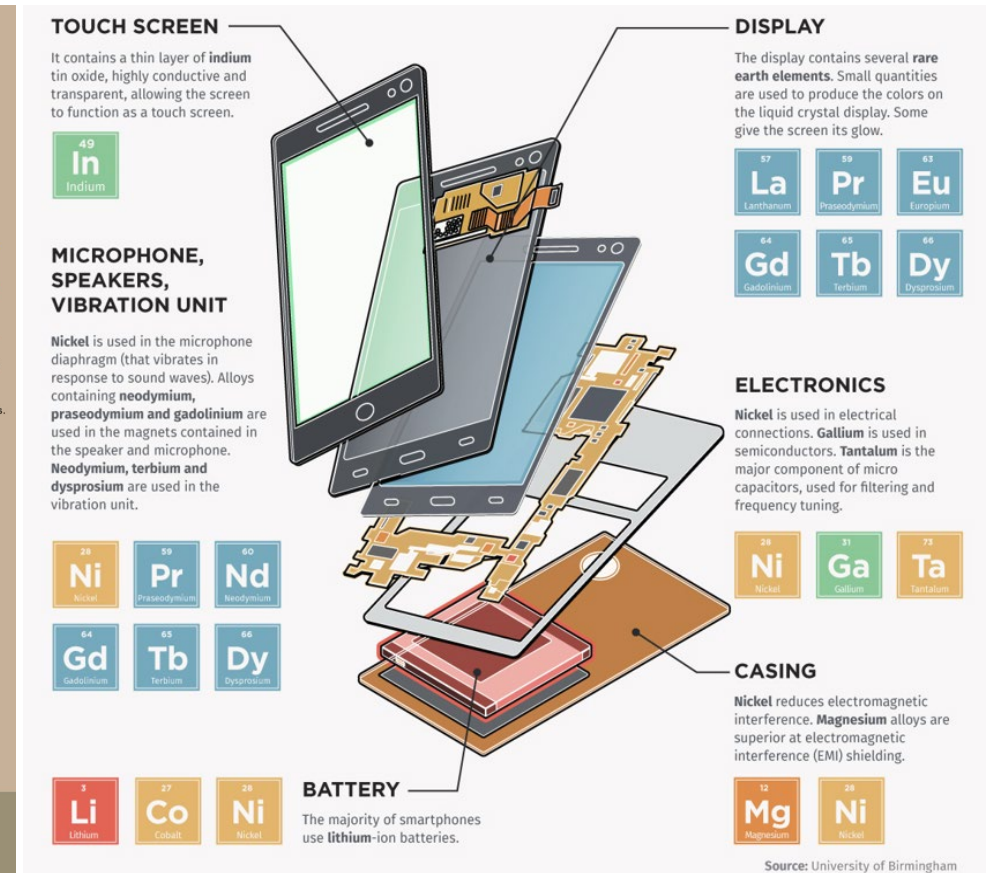 TOUCH SCREEN
It contains a thin layer of indium
tin oxide, highly conductive and
transparent, allowing the screen
to function as a touch screen.
49
In
Indium
DISPLAY
The display contains several rare
earth elements. Small quantities
are used to produce the colors on
the liquid crystal display. Some
give the screen its glow.
57
La
Lanthanum
59
Pr
Praseodymium
63
Eu
Europium
64
Gd
Gadolinium
65
Tb
Terbium
66
Dy
Dysprosium
MICROPHONE,
SPEAKERS,
VIBRATION UNIT
Nickel is used in the microphone
diaphragm (that vibrates in
response to sound waves). Alloys
containing neodymium,
praseodymium and gadolinium are
used in the magnets contained in
the speaker and microphone.
Neodymium, terbium and
dysprosium are used in the
vibration unit.
28
Ni
Nickel
59
Pr
Praseodymium
60
Nd
Neodymium
64
Gd
Gadolinium
65
Tb
Terbium
66
Dy
Dysprosium
s.
ELECTRONICS
Nickel is used in electrical
connections. Gallium is used in
semiconductors. Tantalum is the
major component of micro
capacitors, used for filtering and
frequency tuning.
28
Ni
Nickel
31
Ga
Gallium
73
Ta
Tantalum
CASING
Nickel reduces electromagnetic
interference. Magnesium alloys are
superior at electromagnetic
interference (EMI) shielding.
12
Mg
Magnesium
28
Ni
Nickel
3
Li
Lithium
27
Co
Cobalt
28
Ni
Nickel
BATTERY
The majority of smartphones
use lithium-ion batteries.
Source: University of Birmingham